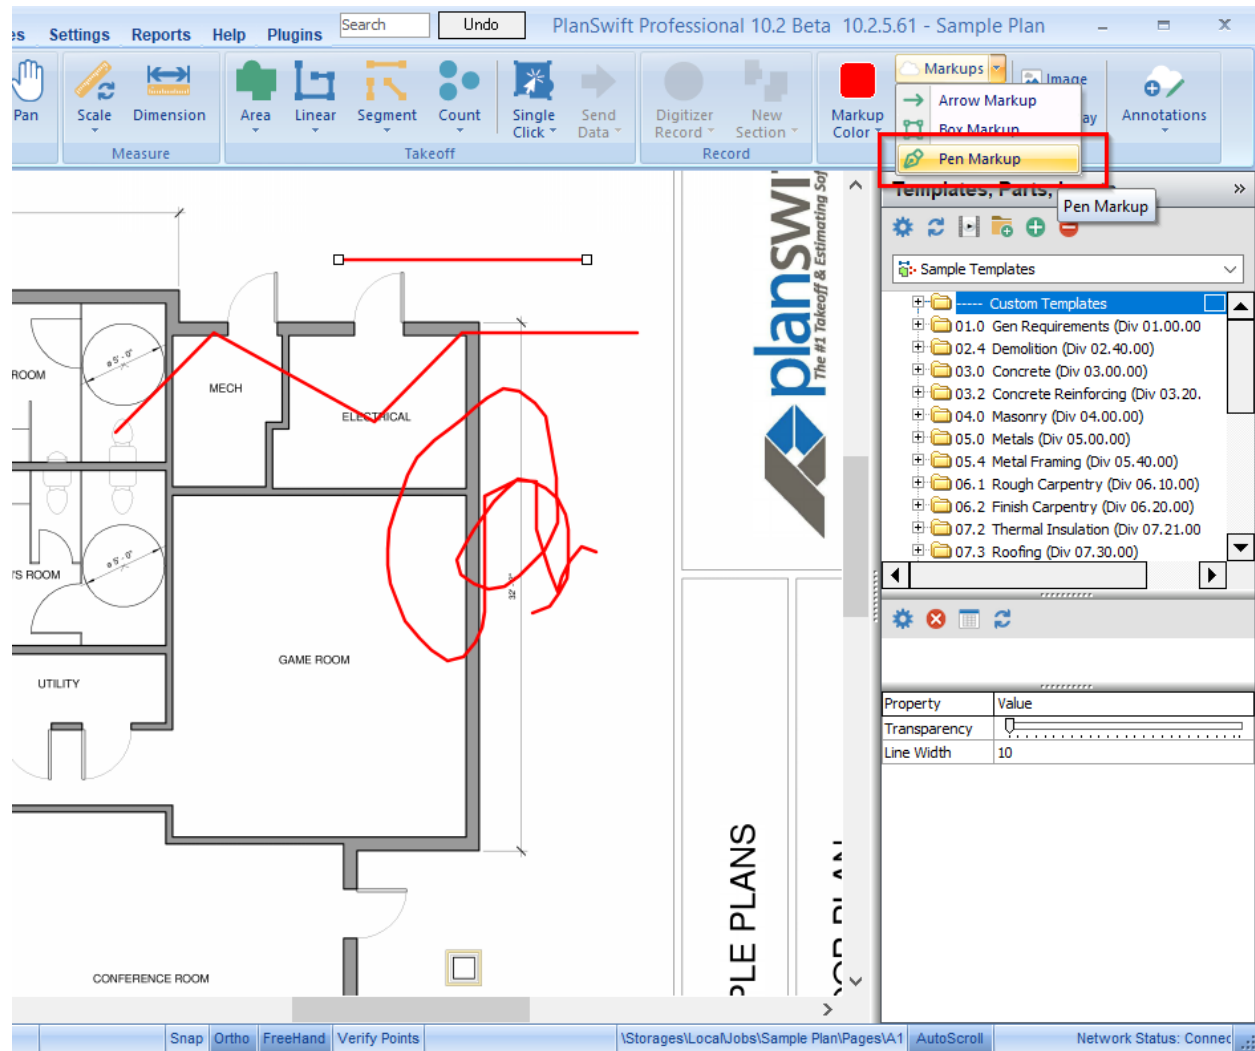 es Settings Reports Help Plugins Search Undo PlanSwift Professional 10.2 Beta 10.2.5.61 - Sample Plan
Pan Scale Dimension Area Linear Segment Count Single Click Send Data Digitizer Record New Section Markup Color Markups Image ay Annotations
Measure Takeoff Record
Arrow Markup
Box Markup
Pen Markup
Pen Markup
Templates, Parts,
Sample Templates
----- Custom Templates
01.0 Gen Requirements (Div 01.00.00
02.4 Demolition (Div 02.40.00)
03.0 Concrete (Div 03.00.00)
03.2 Concrete Reinforcing (Div 03.20.
04.0 Masonry (Div 04.00.00)
05.0 Metals (Div 05.00.00)
05.4 Metal Framing (Div 05.40.00)
06.1 Rough Carpentry (Div 06.10.00)
06.2 Finish Carpentry (Div 06.20.00)
07.2 Thermal Insulation (Div 07.21.00
07.3 Roofing (Div 07.30.00)
Property Value
Transparency
Line Width 10
planswi
The #1 Takeoff & Estimating Sof
ROOM
ø 5'- 0"
MECH
ELECTRICAL
'S ROOM
ø 5'- 0"
GAME ROOM
UTILITY
CONFERENCE ROOM
PLE PLANS
OOR PLAN
Snap Ortho FreeHand Verify Points \Storages\Local\Jobs\Sample Plan\Pages\A1 AutoScroll Network Status: Connec